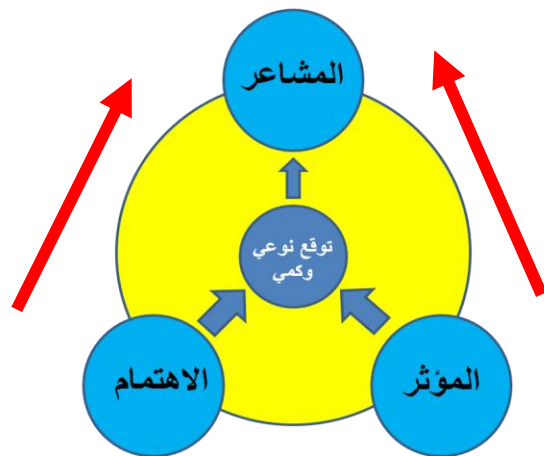 المشاعر
توقع نوعي
وكمي
المؤثر
الاهتمام